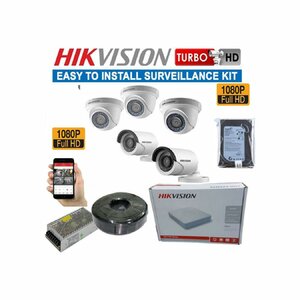 HIKVISION TURBO HD
EASY TO INSTALL SURVEILLANCE KIT
1080P
Full HD
1080P
Full HD
HIKVISION